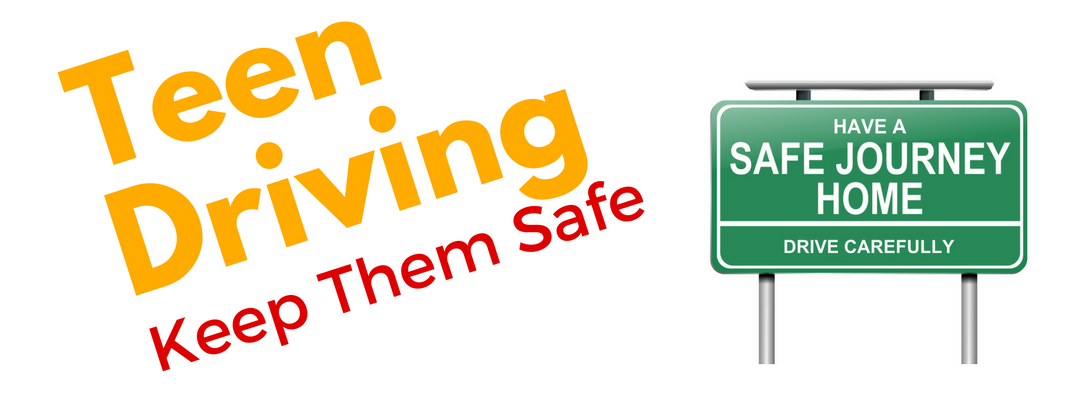 Teen
Driving
Keep Them Safe
HAVE A
SAFE JOURNEY
HOME
DRIVE CAREFULLY